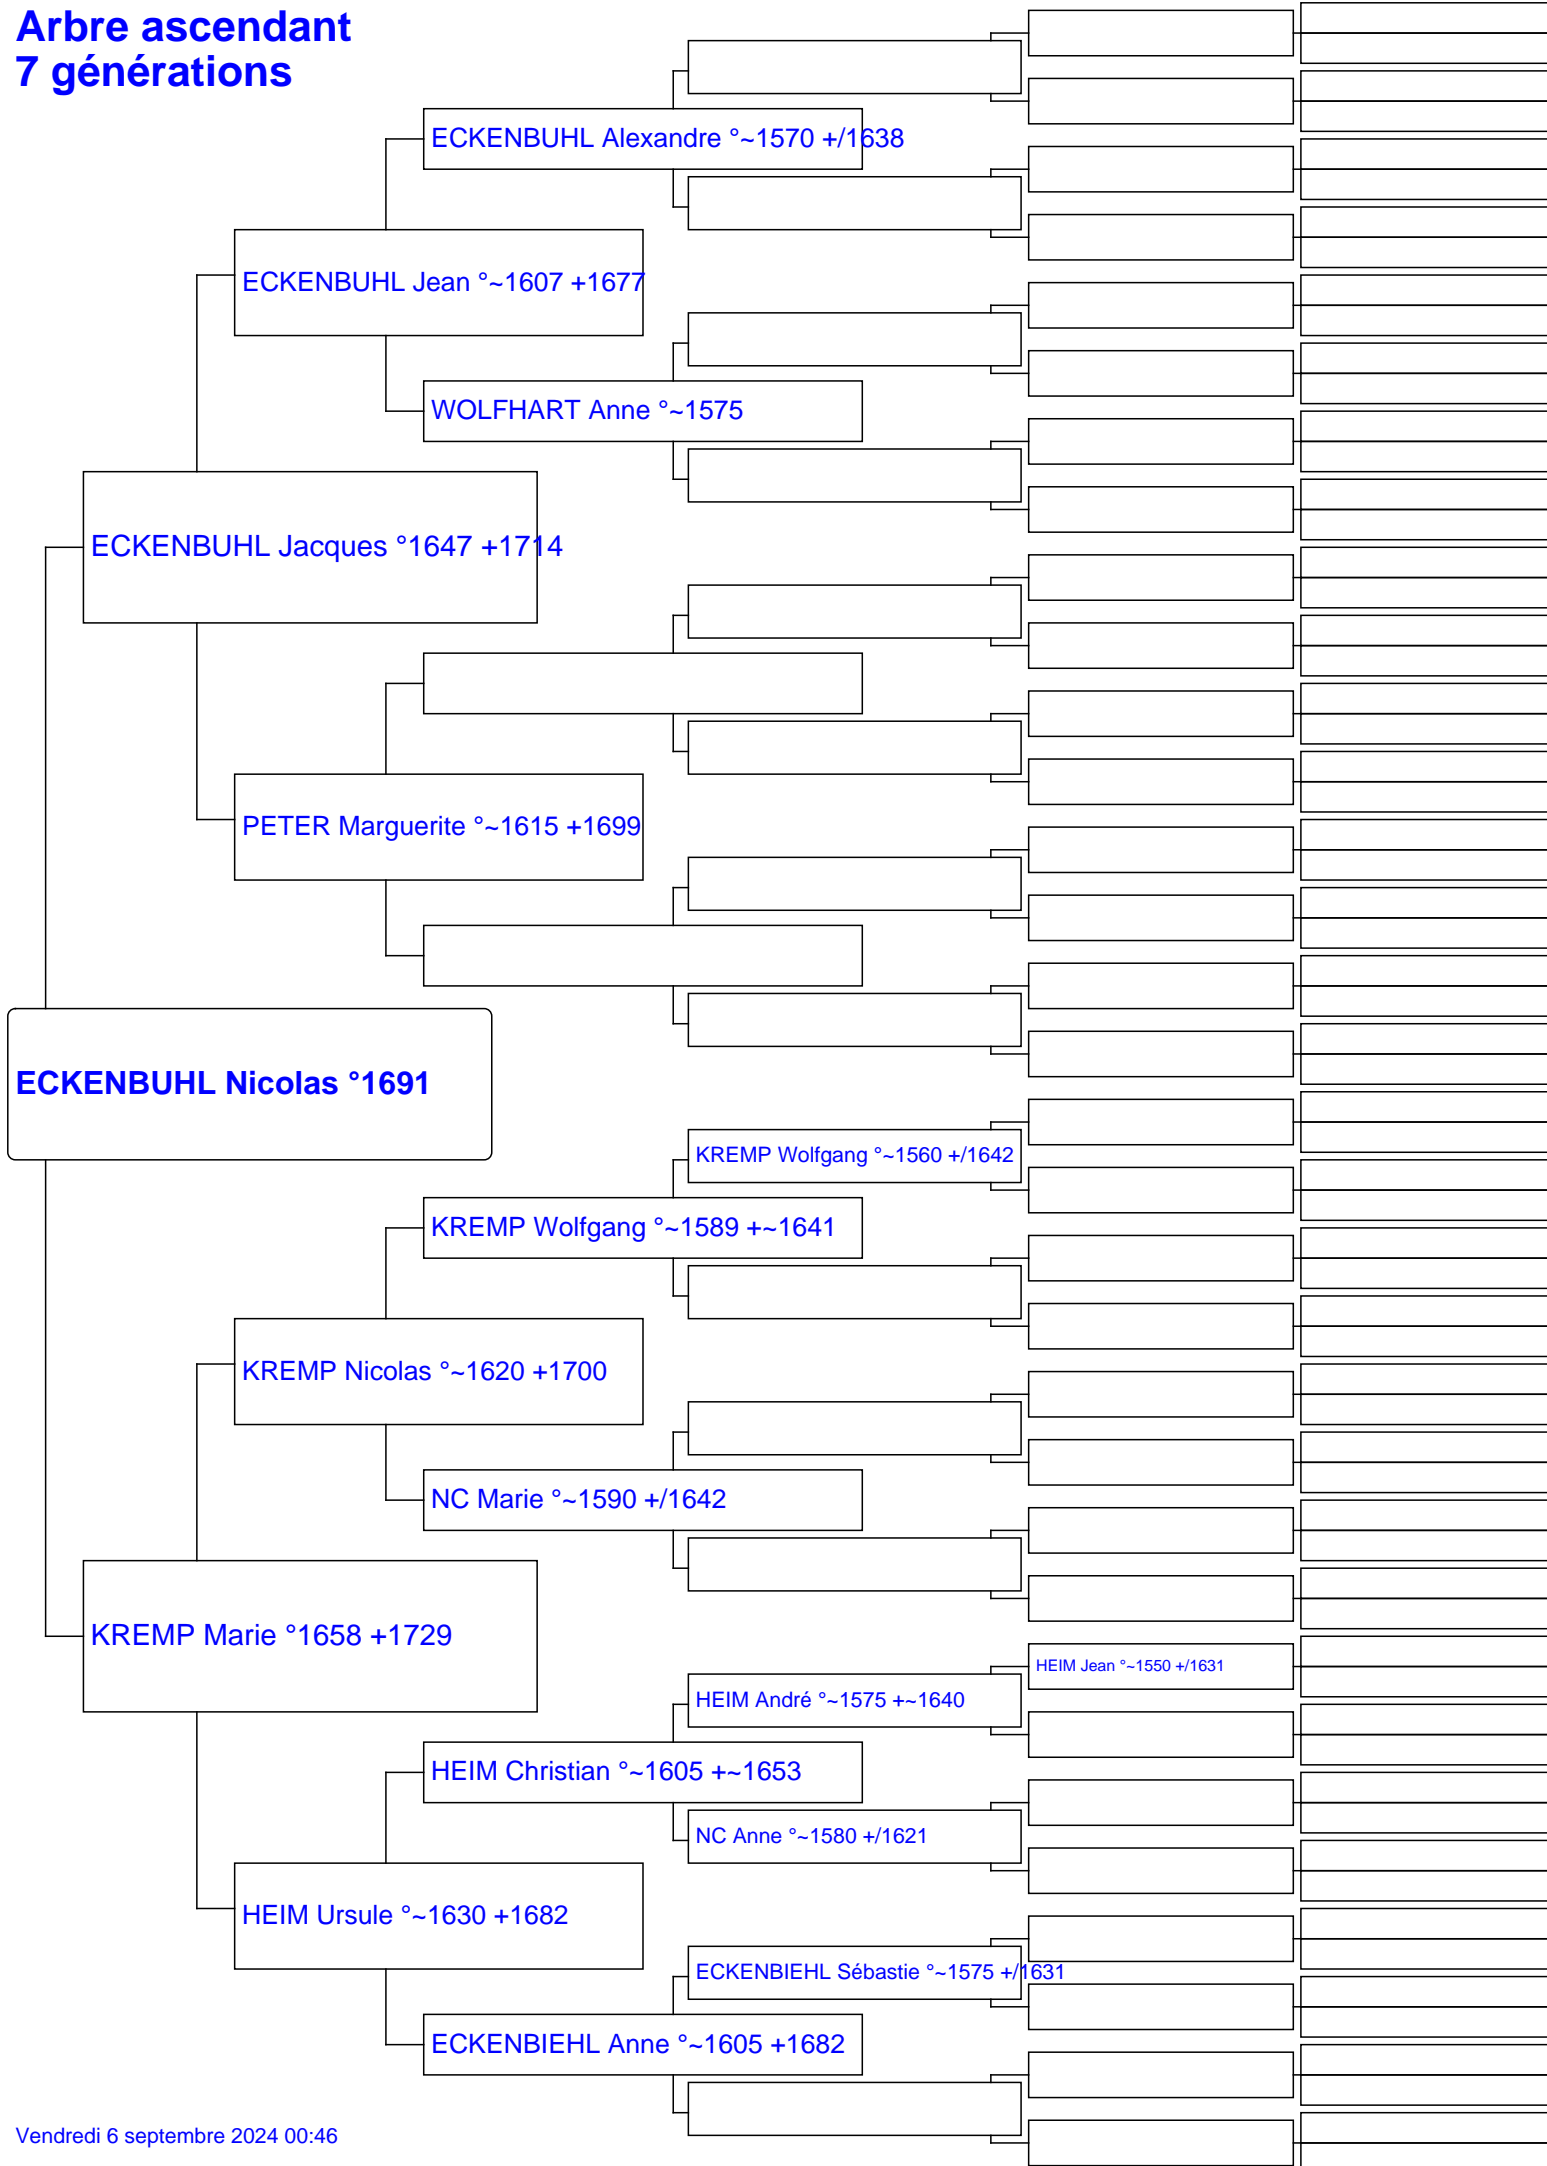 Arbre ascendant
7 générations
ECKENBUHL Alexandre °~1570 +/1638
ECKENBUHL Jean °~1607 +1677
WOLFHART Anne °~1575
ECKENBUHL Jacques °1647 +1714
PETER Marguerite °~1615 +1699
ECKENBUHL Nicolas °1691
KREMP Wolfgang °~1560 +/1642
KREMP Wolfgang °~1589 +~1641
KREMP Nicolas °~1620 +1700
NC Marie °~1590 +/1642
KREMP Marie °1658 +1729
HEIM Jean °~1550 +/1631
HEIM André °~1575 +~1640
HEIM Christian °~1605 +~1653
NC Anne °~1580 +/1621
HEIM Ursule °~1630 +1682
ECKENBIEHL Sébastie °~1575 +/1631
ECKENBIEHL Anne °~1605 +1682
Vendredi 6 septembre 2024 00:46